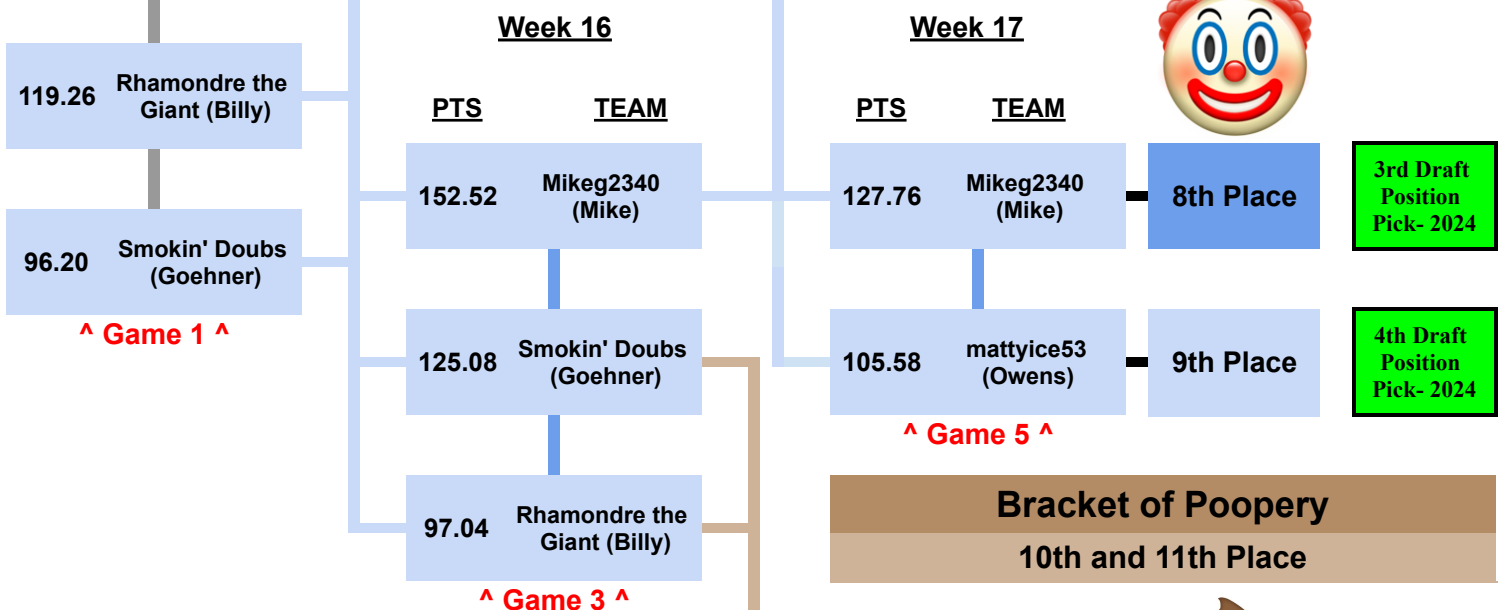 119.26
Rhamondre the
Giant (Billy)
96.20
Smokin' Doubs
(Goehner)
^ Game 1 ^
Week 16
PTS TEAM
152.52
Mikeg2340
(Mike)
125.08
Smokin' Doubs
(Goehner)
97.04
Rhamondre the
Giant (Billy)
^ Game 3 ^
Week 17
PTS TEAM
127.76
Mikeg2340
(Mike)
8th Place
3rd Draft
Position
Pick- 2024
105.58
mattyice53
(Owens)
9th Place
4th Draft
Position
Pick- 2024
^ Game 5 ^
Bracket of Poopery
10th and 11th Place